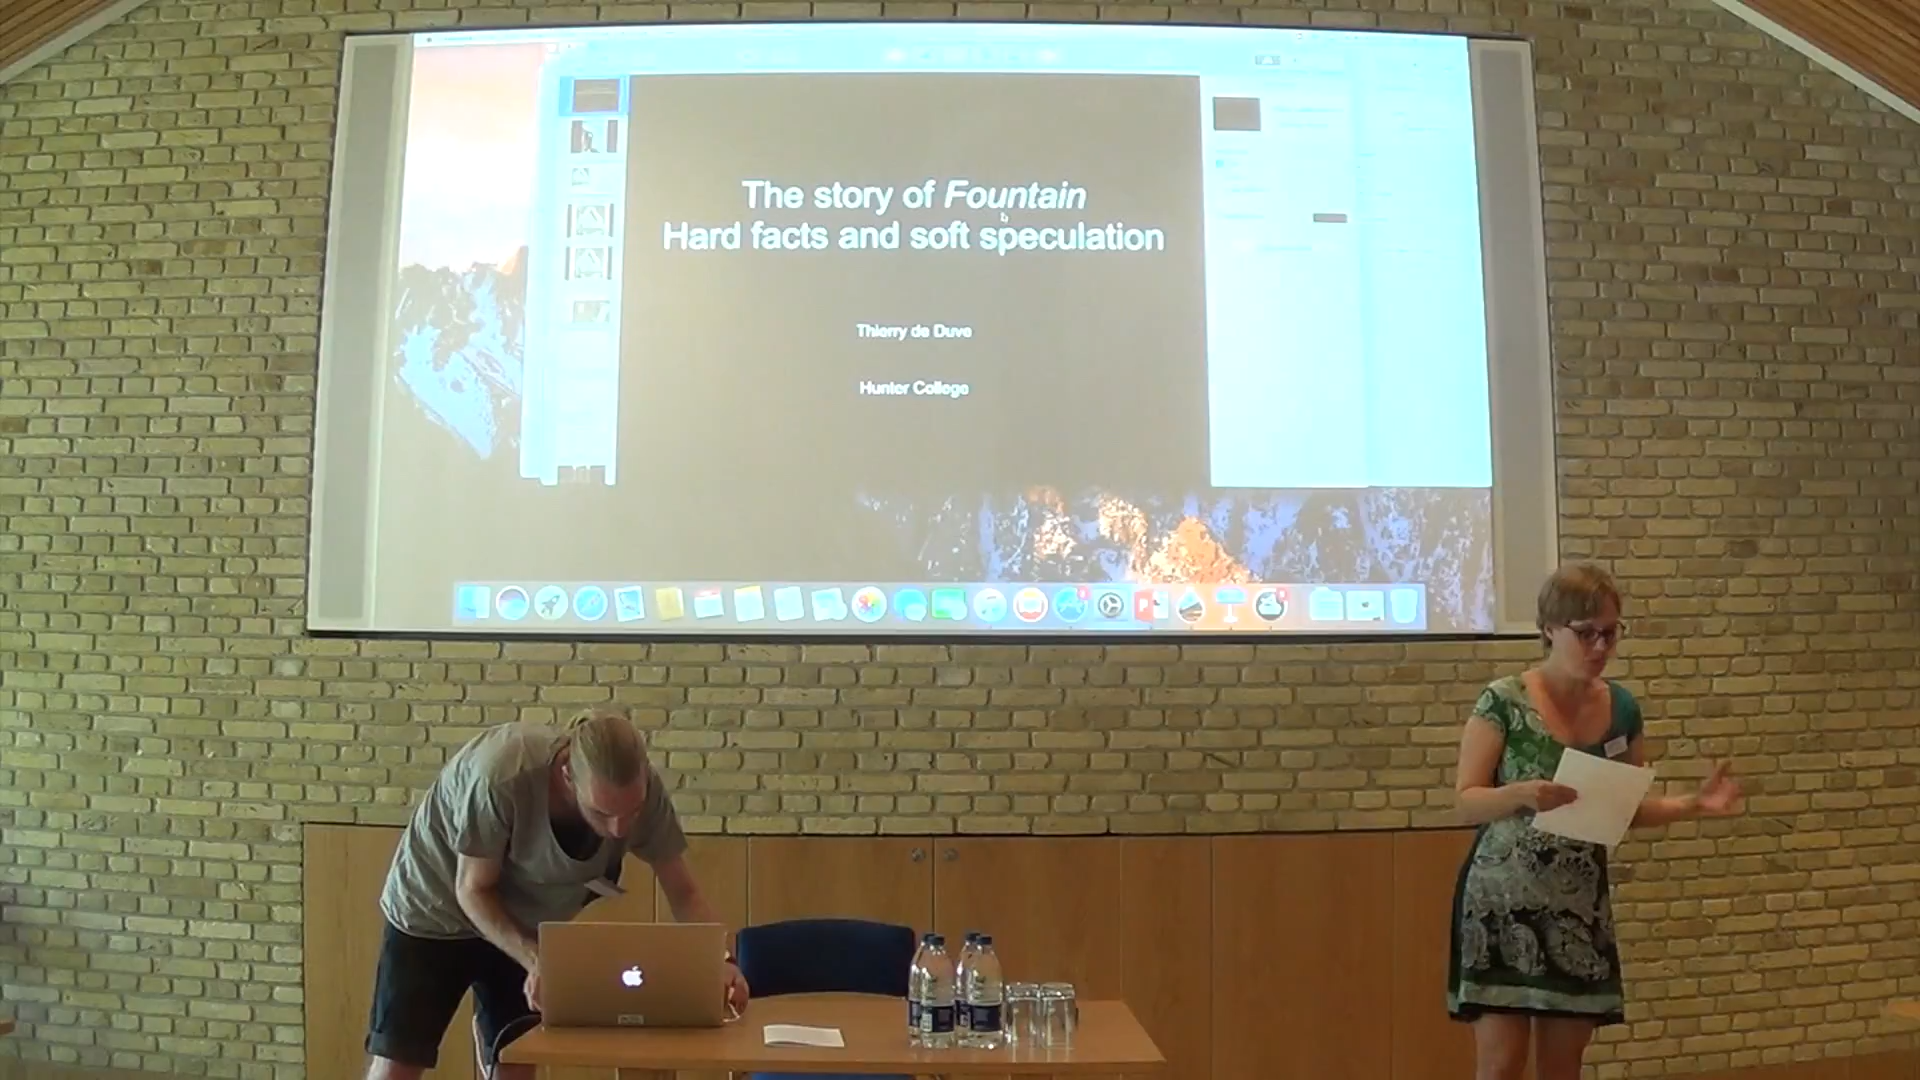 The story of Fountain
Hard facts and soft speculation
Thierry de Duve
Hunter College